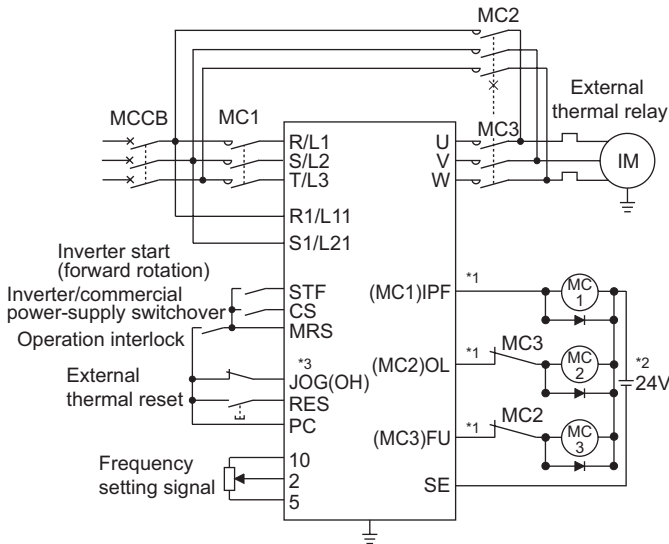 MC2
External
thermal relay
MCCB
MC1
R/L1
S/L2
T/L3
U
V
W
MC3
IM
R1/L11
S1/L21
Inverter start
(forward rotation)
STF
Inverter/commercial
power-supply switchover
CS
Operation interlock
MRS
*3
JOG(OH)
External
thermal reset
RES
PC
Frequency
setting signal
10
2
5
(MC1)IPF
*1
MC
1
(MC2)OL
*1
MC3
MC
2
*2
24V
(MC3)FU
*1
MC2
MC
3
SE